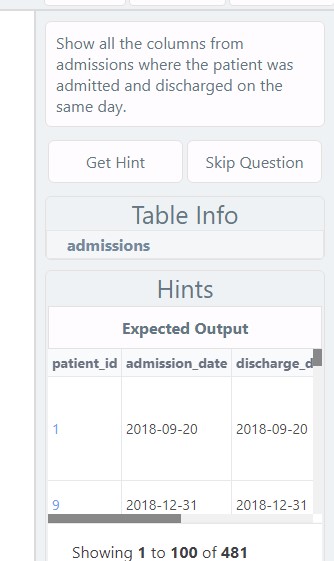 Show all the columns from
admissions where the patient was
admitted and discharged on the
same day.
Get Hint
Skip Question
Table Info
admissions
Hints
Expected Output
patient_id admission_date discharge_d
1 2018-09-20 2018-09-20
9 2018-12-31 2018-12-31
Showing 1 to 100 of 481